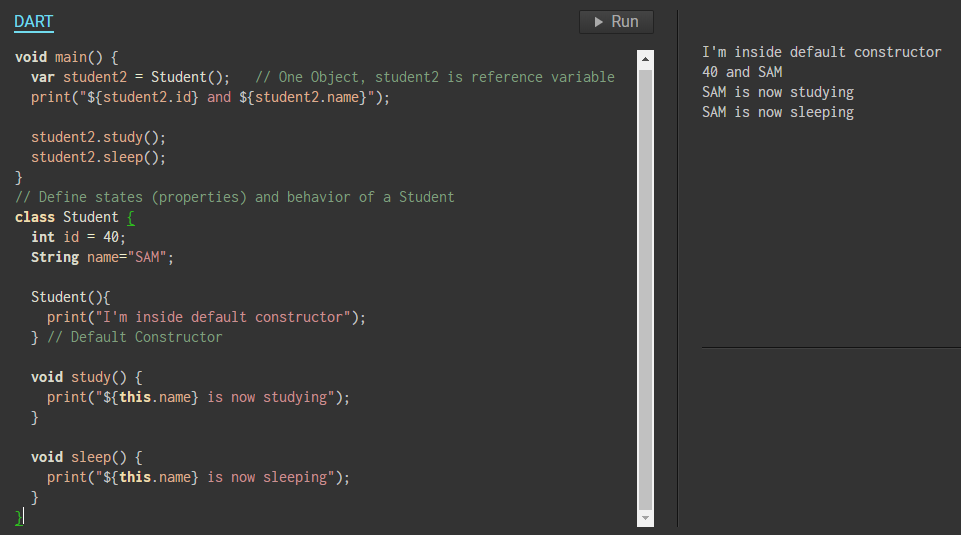 DART
Run
void main() {
  var student2 = Student();   // One Object, student2 is reference variable
  print("${student2.id} and ${student2.name}");
  student2.study();
  student2.sleep();
}
// Define states (properties) and behavior of a Student
class Student {
  int id = 40;
  String name="SAM";
  Student(){
    print("I'm inside default constructor");
  } // Default Constructor
  void study() {
    print("${this.name} is now studying");
  }
  void sleep() {
    print("${this.name} is now sleeping");
  }
}
I'm inside default constructor
40 and SAM
SAM is now studying
SAM is now sleeping